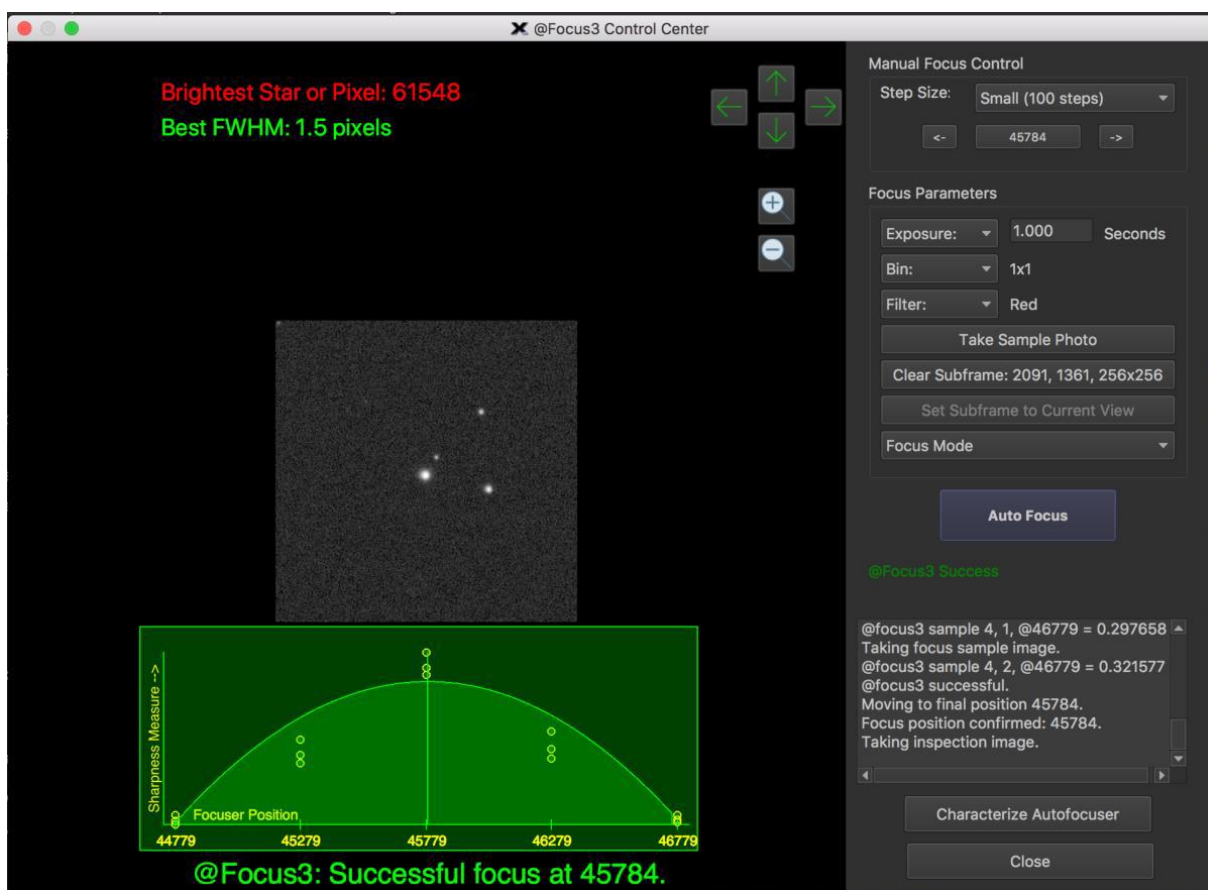 @Focus3 Control Center
Brightest Star or Pixel: 61548
Best FWHM: 1.5 pixels
Manual Focus Control
Step Size: Small (100 steps)
<- 45784 ->
Focus Parameters
Exposure: 1.000 Seconds
Bin: 1x1
Filter: Red
Take Sample Photo
Clear Subframe: 2091, 1361, 256x256
Set Subframe to Current View
Focus Mode
Auto Focus
@Focus3 Success
@focus3 sample 4, 1, @46779 = 0.297658
Taking focus sample image.
@focus3 sample 4, 2, @46779 = 0.321577
@focus3 successful.
Moving to final position 45784.
Focus position confirmed: 45784.
Taking inspection image.
Characterize Autofocuser
Close
Sharpness Measure -->
Focuser Position
44779 45279 45779 46279 46779
@Focus3: Successful focus at 45784.